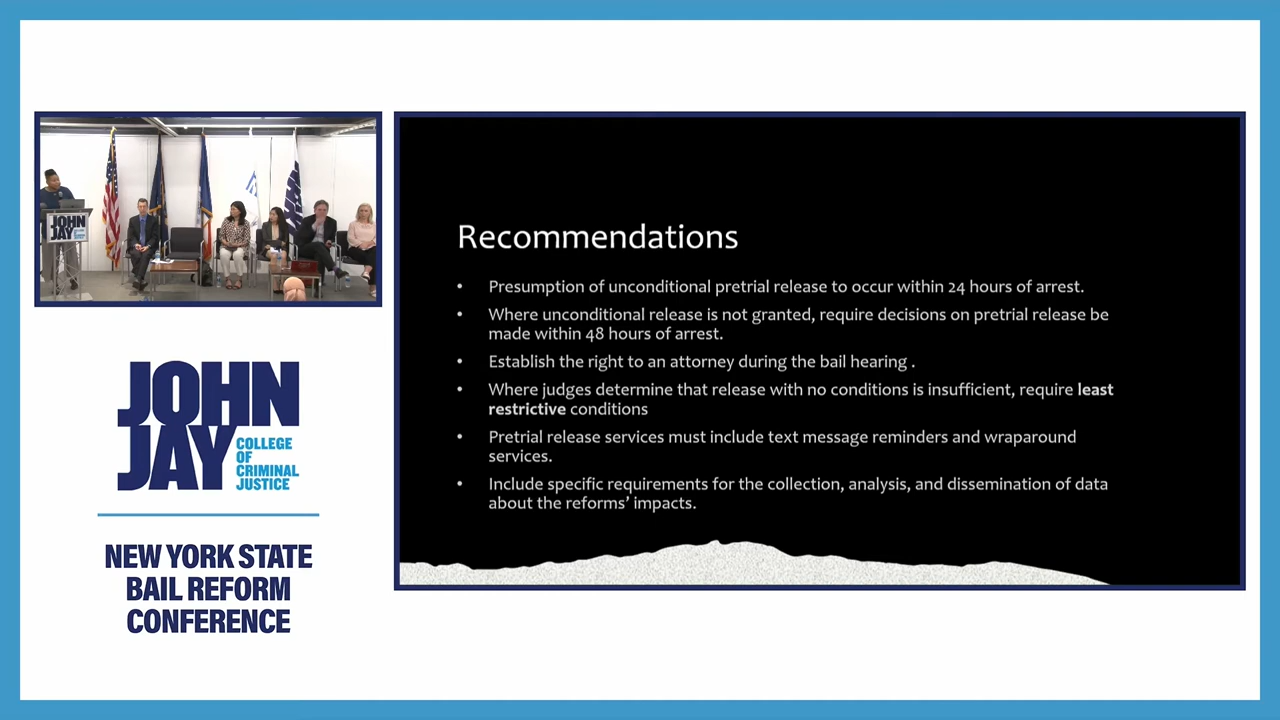 JOHN
JAY
JOHN
JAY
COLLEGE
OF
CRIMINAL
JUSTICE
NEW YORK STATE
BAIL REFORM
CONFERENCE
Recommendations
• Presumption of unconditional pretrial release to occur within 24 hours of arrest.
• Where unconditional release is not granted, require decisions on pretrial release be
made within 48 hours of arrest.
• Establish the right to an attorney during the bail hearing .
• Where judges determine that release with no conditions is insufficient, require least
restrictive conditions
• Pretrial release services must include text message reminders and wraparound
services.
• Include specific requirements for the collection, analysis, and dissemination of data
about the reforms’ impacts.